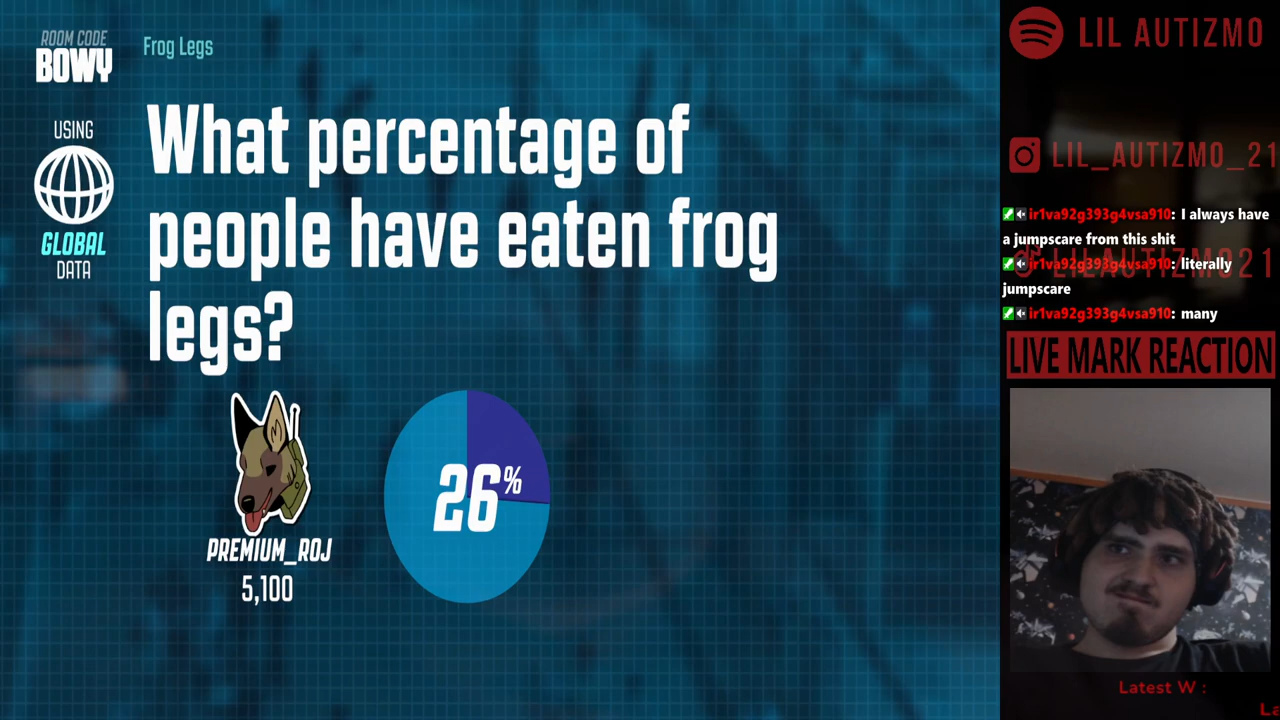 ROOM CODE
BOWY
Frog Legs
USING
GLOBAL
DATA
What percentage of
people have eaten frog
legs?
26%
PREMIUM_ROJ
5,100
LIL AUTIZMO
LIL_AUTIZMO_21
ir1va92g393g4vsa910: I always have
a jumpscare from this shit
ir1va92g393g4vsa910: literally
jumpscare
ir1va92g393g4vsa910: many
LIVE MARK REACTION
Latest W :
La